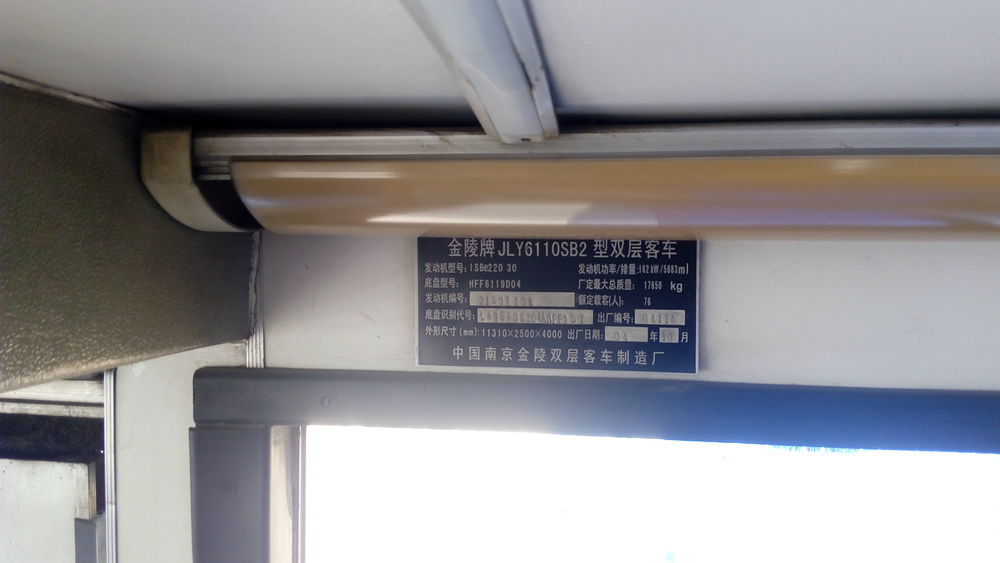 金陵牌JLY6110SB2 型双层客车
发动机型号: ISBe220 30 发动机功率/排量:162kW/5883ml
底盘型号: HFF6119D04 厂定最大总质量: 17650 kg
发动机编号: 额定载客(人): 76
底盘识别代号: 出厂编号:
外形尺寸(mm):11310×2500×4000 出厂日期: 04 年 月
中国南京金陵双层客车制造厂